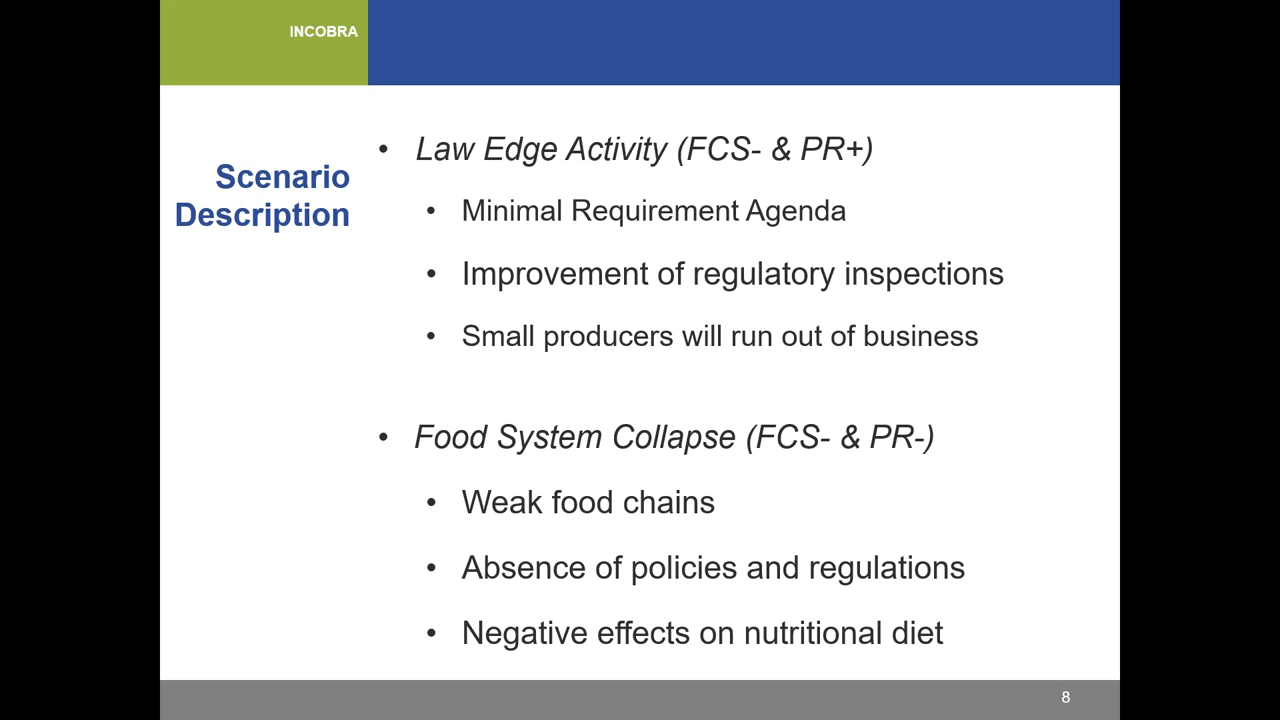 INCOBRA
Scenario
Description
• Law Edge Activity (FCS- & PR+)
• Minimal Requirement Agenda
• Improvement of regulatory inspections
• Small producers will run out of business
• Food System Collapse (FCS- & PR-)
• Weak food chains
• Absence of policies and regulations
• Negative effects on nutritional diet
8